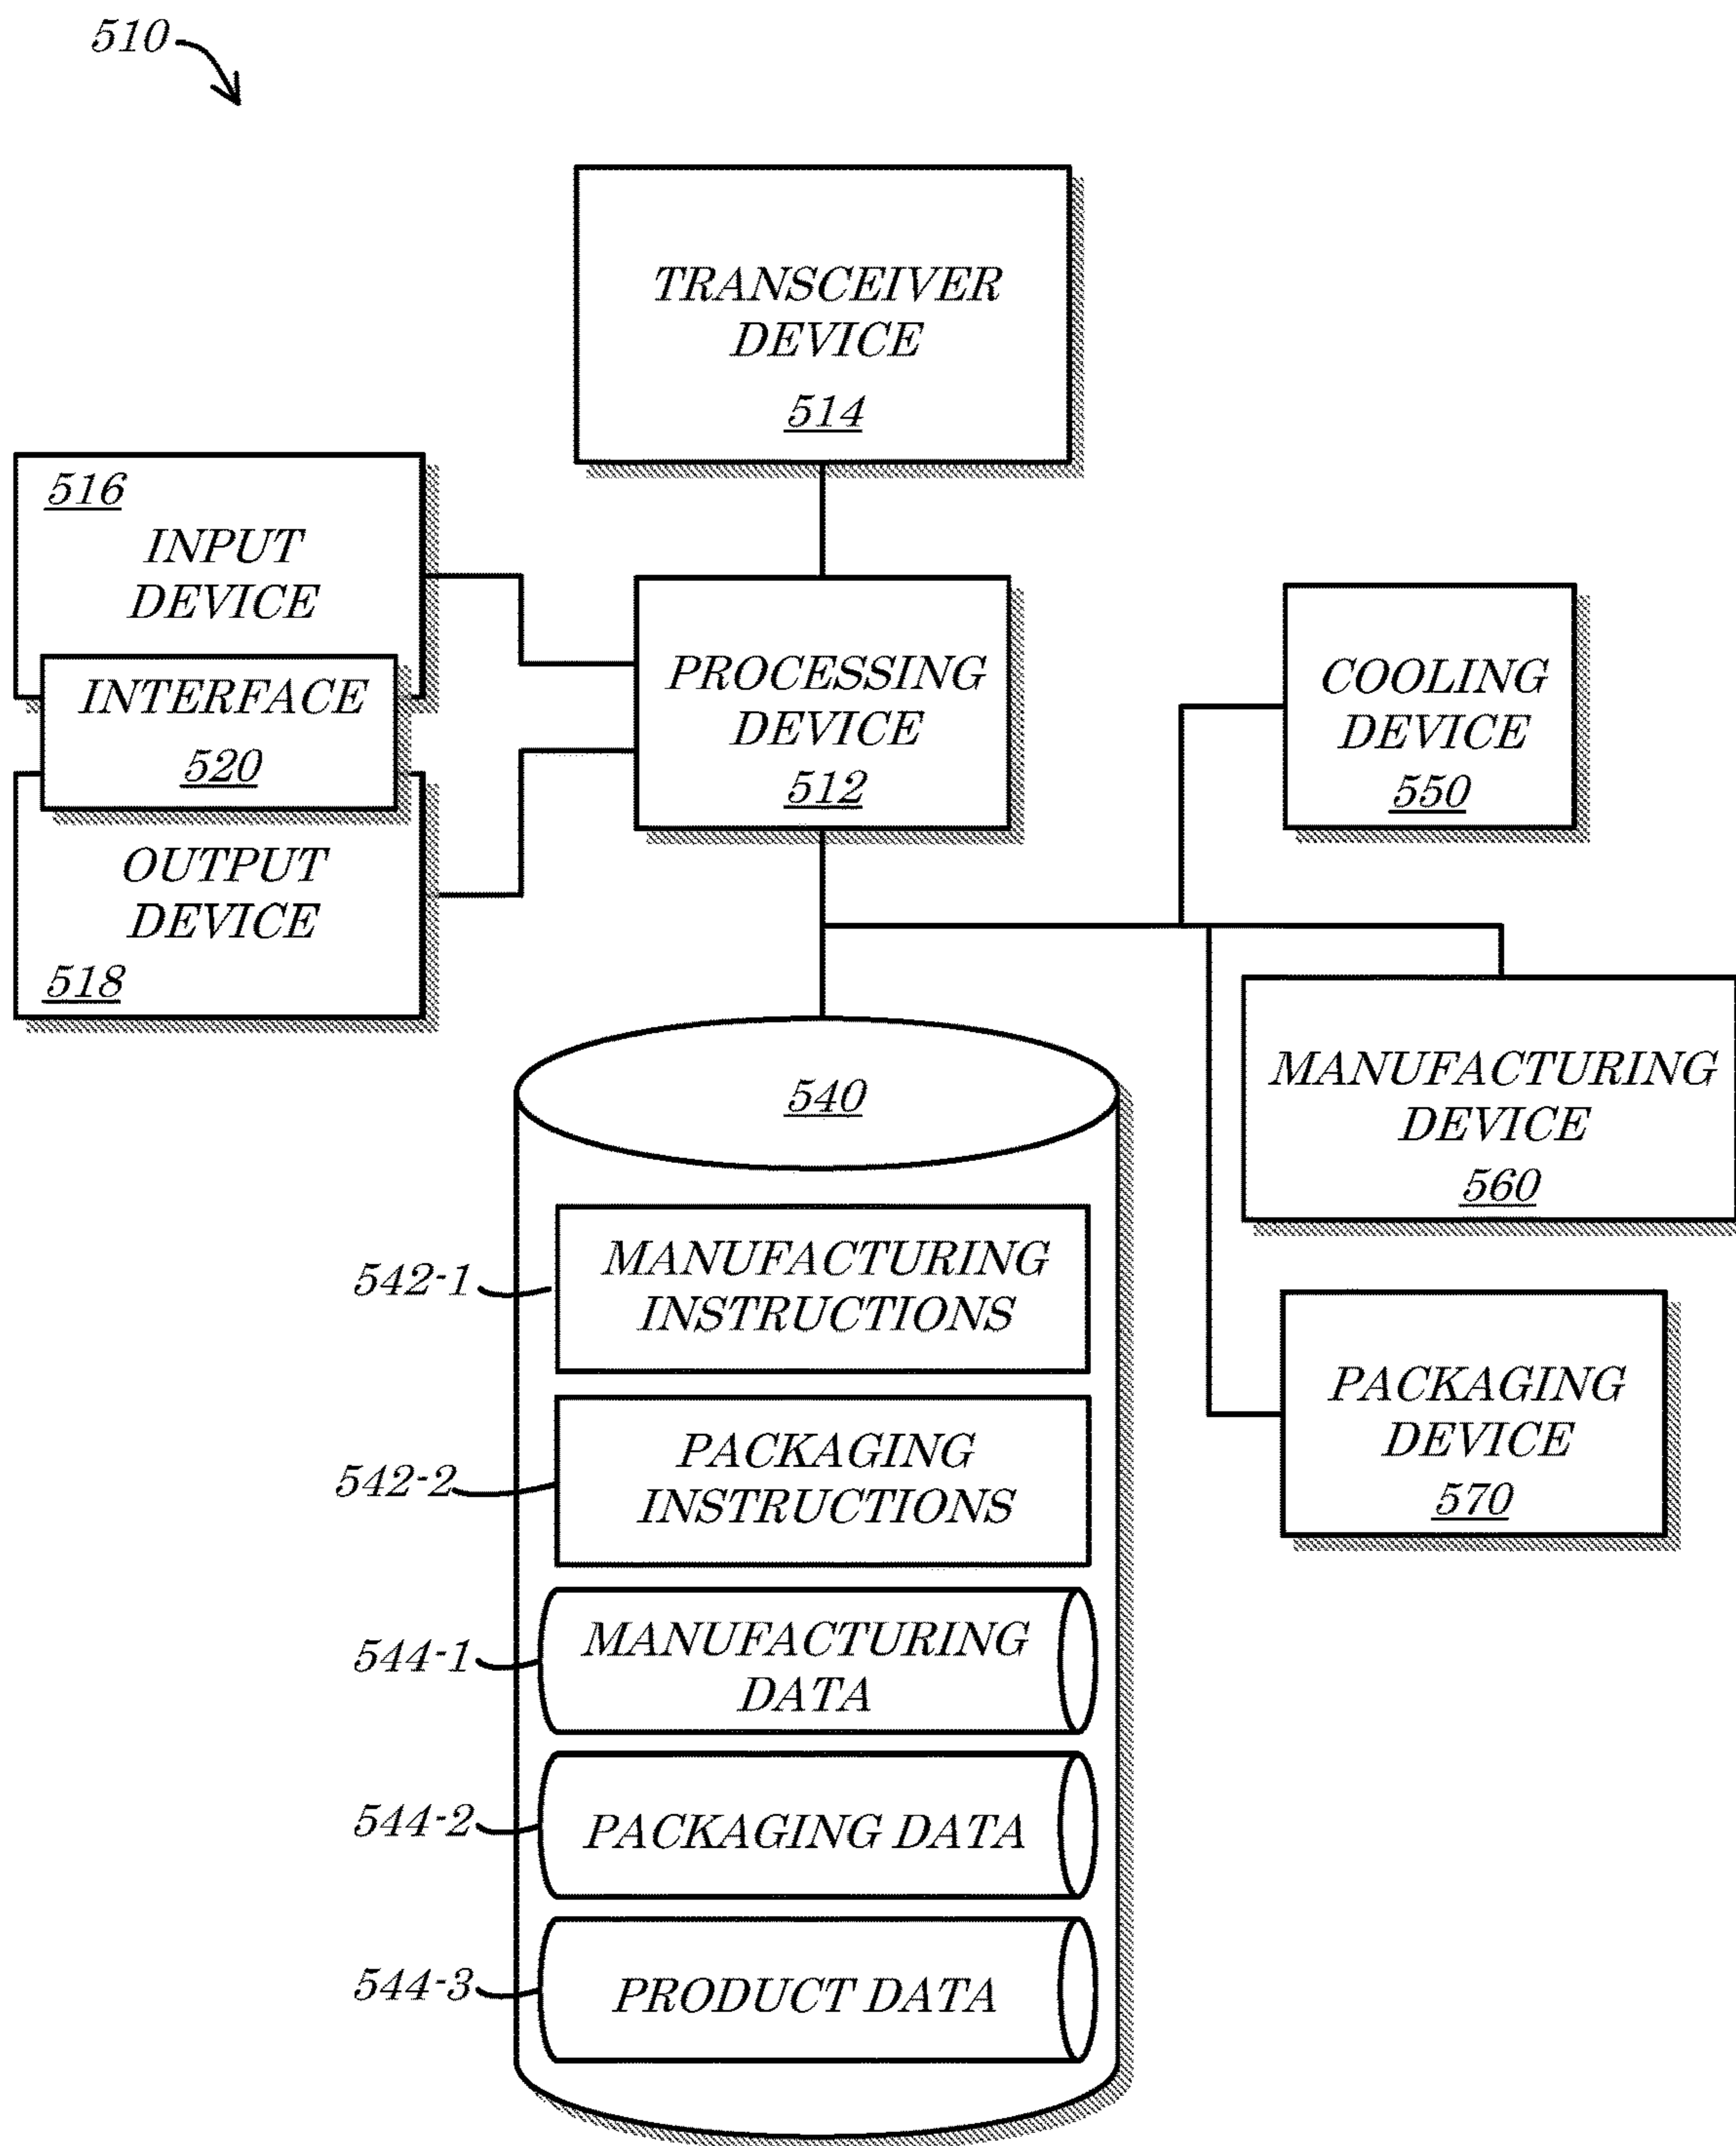 510
TRANSCEIVER
DEVICE
514
516
INPUT
DEVICE
INTERFACE
520
OUTPUT
DEVICE
518
PROCESSING
DEVICE
512
COOLING
DEVICE
550
MANUFACTURING
DEVICE
560
PACKAGING
DEVICE
570
540
542-1
MANUFACTURING
INSTRUCTIONS
542-2
PACKAGING
INSTRUCTIONS
544-1
MANUFACTURING
DATA
544-2
PACKAGING DATA
544-3
PRODUCT DATA